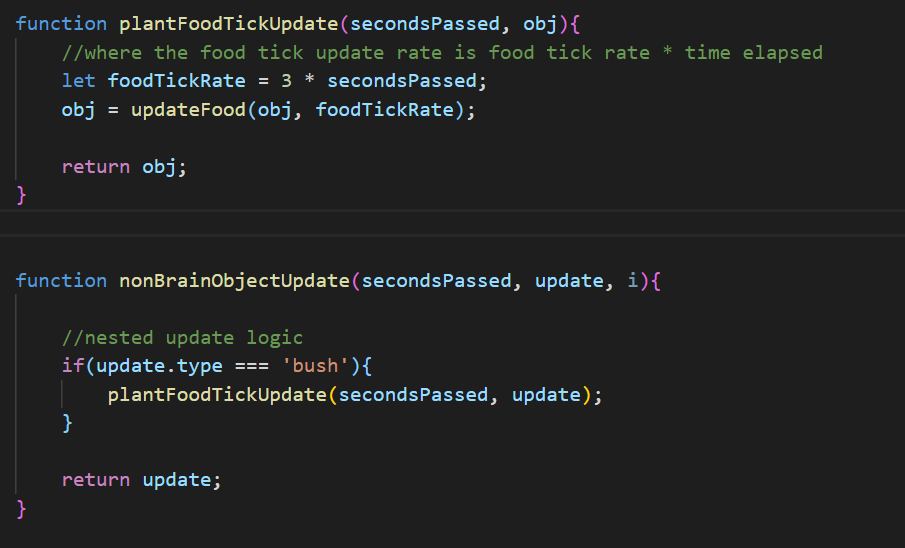 function plantFoodTickUpdate(secondsPassed, obj){
    //where the food tick update rate is food tick rate * time elapsed
    let foodTickRate = 3 * secondsPassed;
    obj = updateFood(obj, foodTickRate);
    return obj;
}
function nonBrainObjectUpdate(secondsPassed, update, i){
    //nested update logic
    if(update.type === 'bush'){
        plantFoodTickUpdate(secondsPassed, update);
    }
    return update;
}